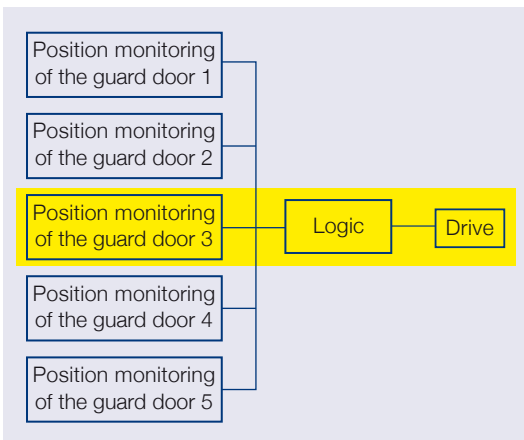 Position monitoring
of the guard door 1
Position monitoring
of the guard door 2
Position monitoring
of the guard door 3
Logic
Drive
Position monitoring
of the guard door 4
Position monitoring
of the guard door 5